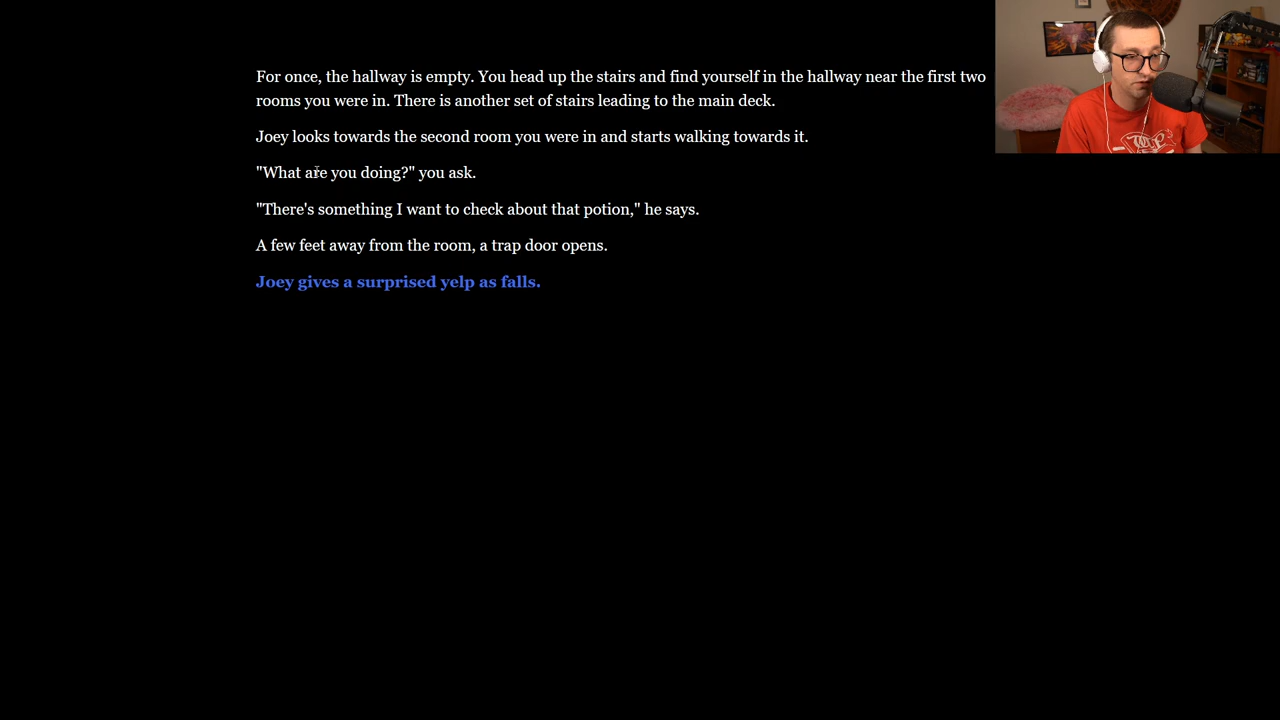 For once, the hallway is empty. You head up the stairs and find yourself in the hallway near the first two
rooms you were in. There is another set of stairs leading to the main deck.
Joey looks towards the second room you were in and starts walking towards it.
"What are you doing?" you ask.
"There's something I want to check about that potion," he says.
A few feet away from the room, a trap door opens.
Joey gives a surprised yelp as falls.